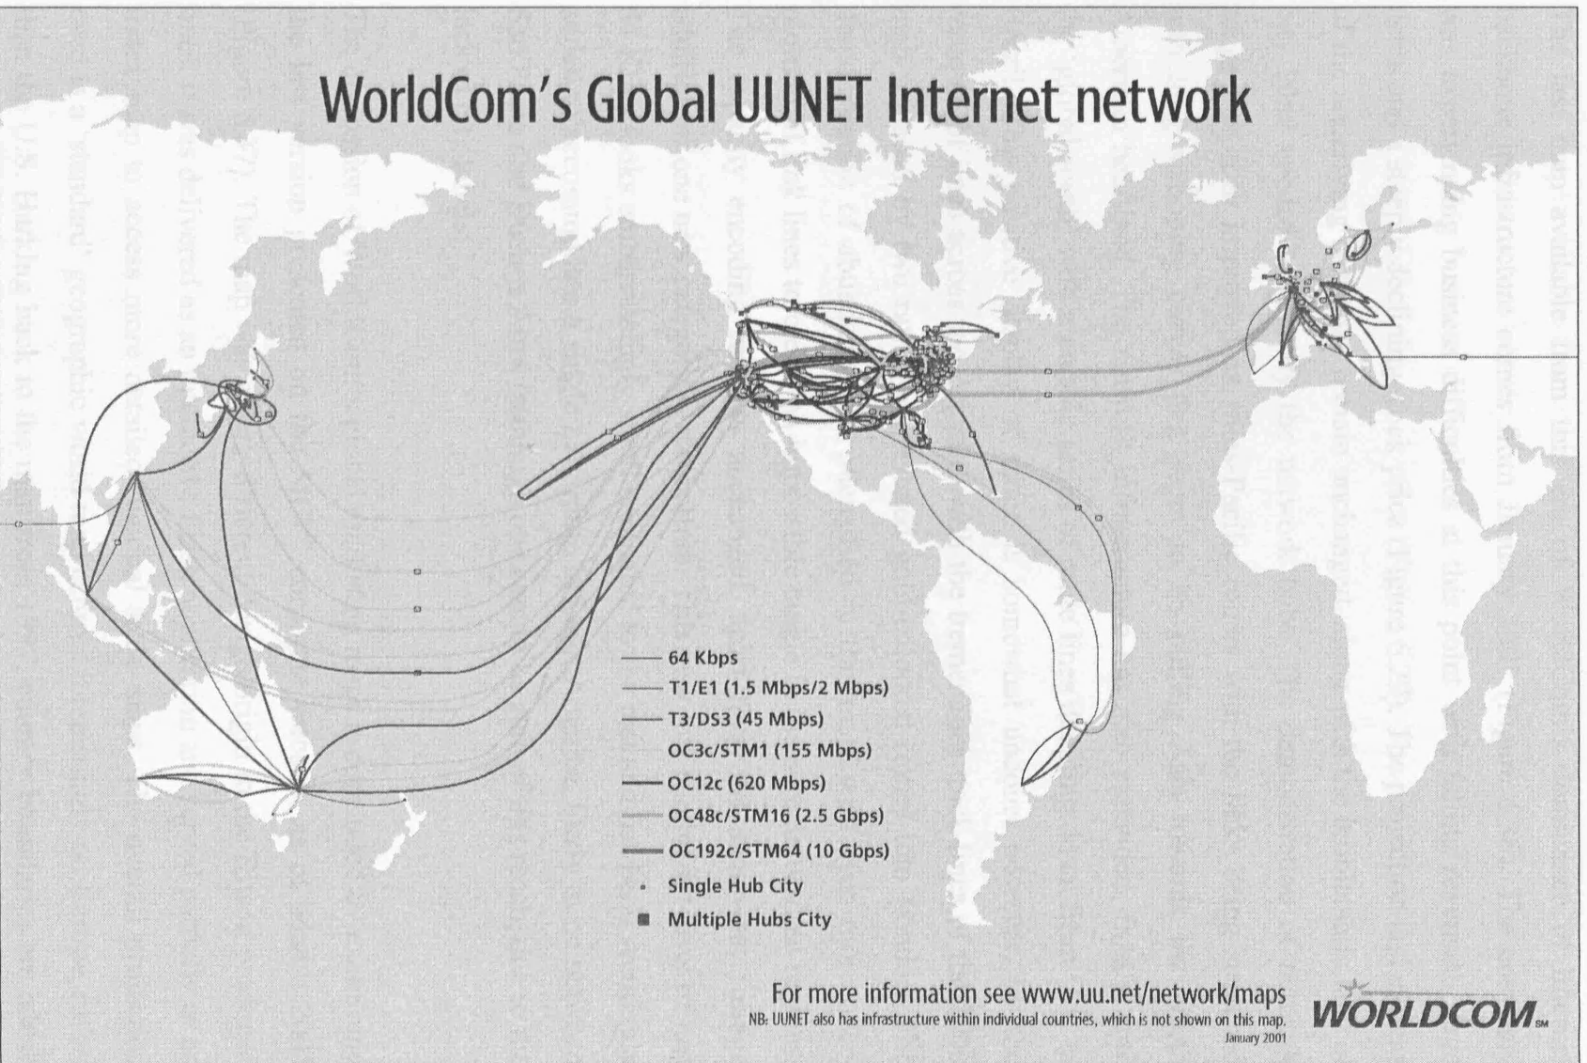 WorldCom's Global UUNET Internet network
64 Kbps
T1/E1 (1.5 Mbps/2 Mbps)
T3/DS3 (45 Mbps)
OC3c/STM1 (155 Mbps)
OC12c (620 Mbps)
OC48c/STM16 (2.5 Gbps)
OC192c/STM64 (10 Gbps)
Single Hub City
Multiple Hubs City
For more information see www.uu.net/network/maps
NB: UUNET also has infrastructure within individual countries, which is not shown on this map.
January 2001
WORLDCOM SM